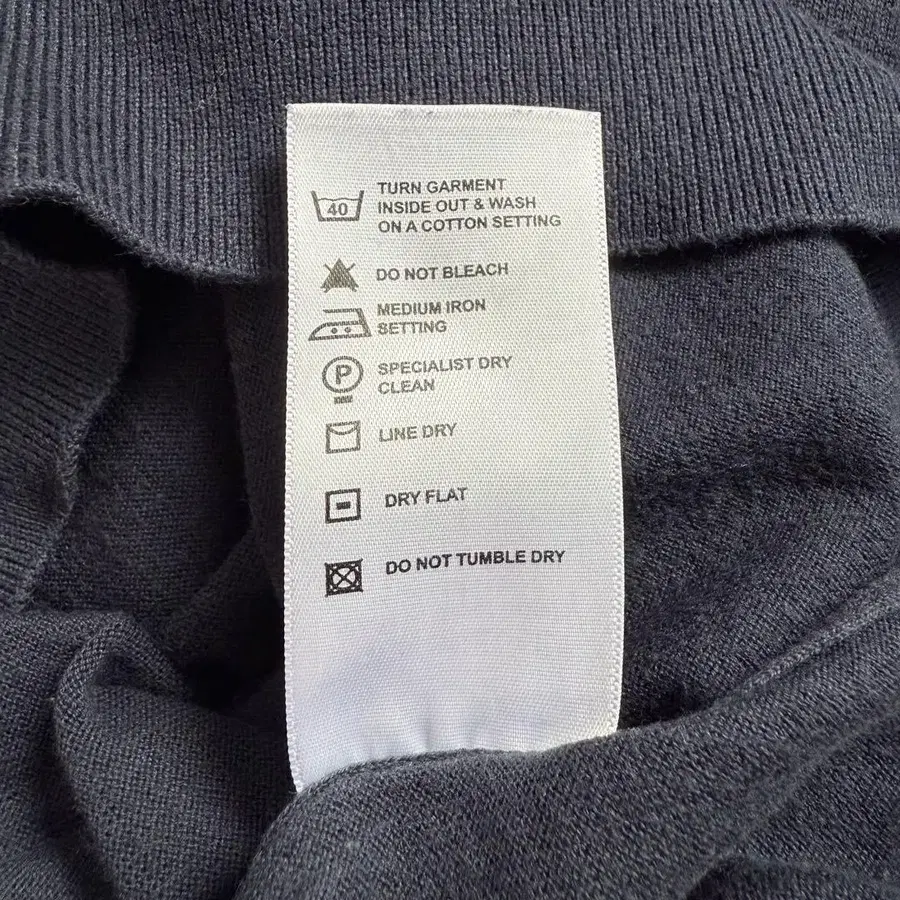 40
TURN GARMENT
INSIDE OUT & WASH
ON A COTTON SETTING
DO NOT BLEACH
MEDIUM IRON
SETTING
P
SPECIALIST DRY
CLEAN
LINE DRY
DRY FLAT
DO NOT TUMBLE DRY